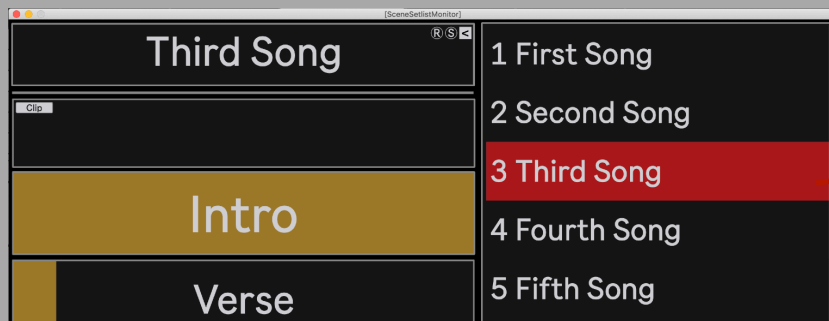 [SceneSetlistMonitor]
Third Song
R S <
Clip
Intro
Verse
1 First Song
2 Second Song
3 Third Song
4 Fourth Song
5 Fifth Song